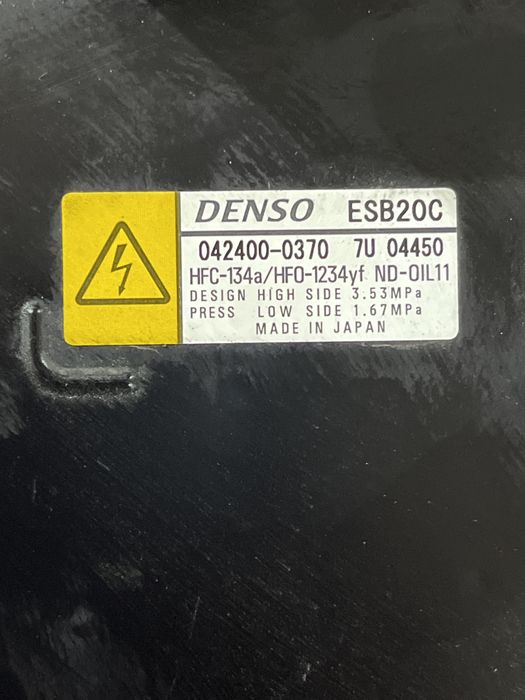 DENSO ESB20C
042400-0370 7U 04450
HFC-134a/HFO-1234yf ND-OIL11
DESIGN HIGH SIDE 3.53MPa
PRESS LOW SIDE 1.67MPa
MADE IN JAPAN